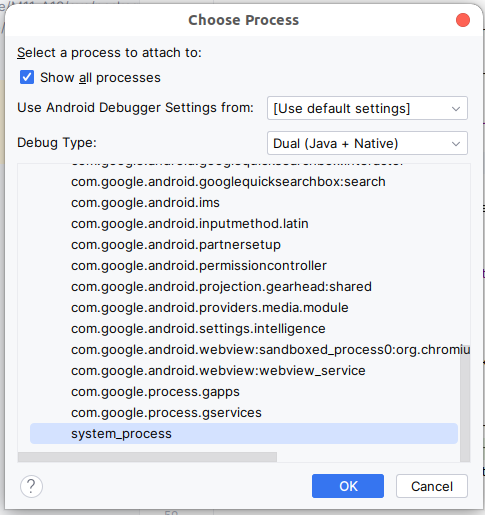 Choose Process
Select a process to attach to:
Show all processes
Use Android Debugger Settings from: [Use default settings]
Debug Type: Dual (Java + Native)
com.google.android.googlequicksearchbox:search
com.google.android.ims
com.google.android.inputmethod.latin
com.google.android.partnersetup
com.google.android.permissioncontroller
com.google.android.projection.gearhead:shared
com.google.android.providers.media.module
com.google.android.settings.intelligence
com.google.android.webview:sandboxed_process0:org.chromiu
com.google.android.webview:webview_service
com.google.process.gapps
com.google.process.gservices
system_process
? OK Cancel